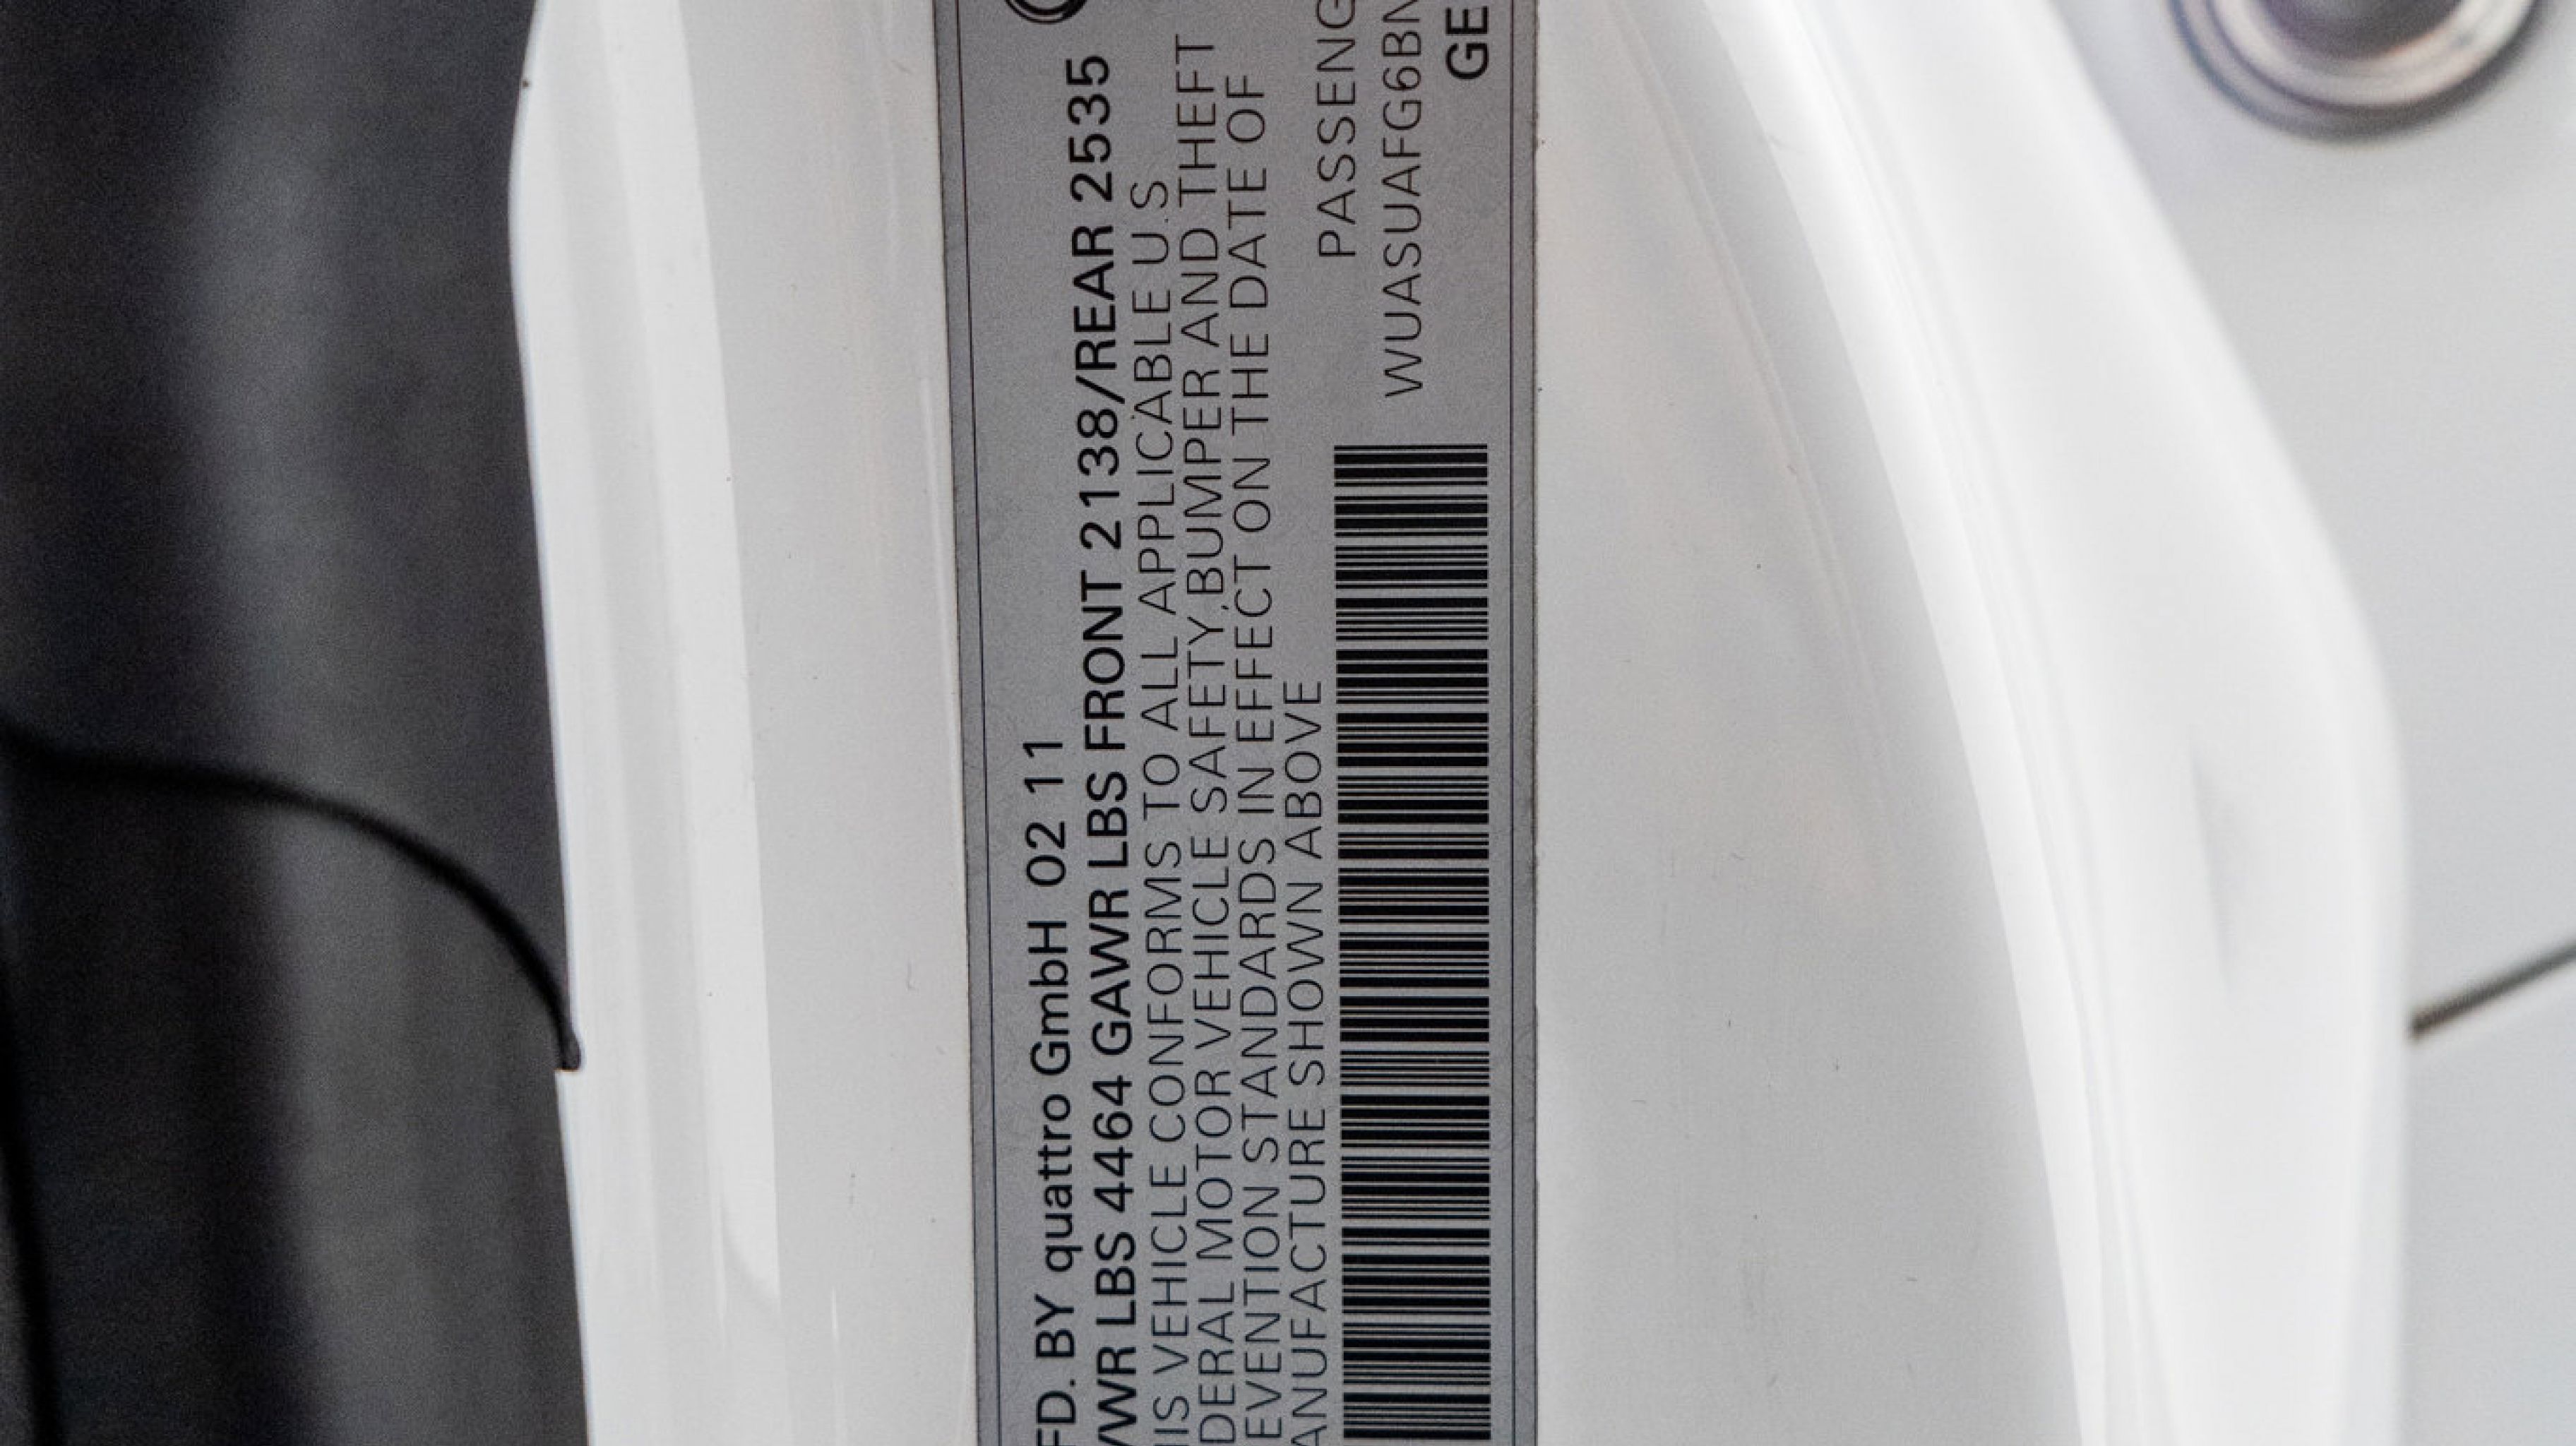 FD. BY quattro GmbH 02 11
WR LBS 4464 GAWR LBS FRONT 2138/REAR 2535
IS VEHICLE CONFORMS TO ALL APPLICABLE U.S
DERAL MOTOR VEHICLE SAFETY,BUMPER AND THEFT
EVENTION STANDARDS IN EFFECT ON THE DATE OF
ANUFACTURE SHOWN ABOVE
PASSENG
WUASUAFG6BN
GE